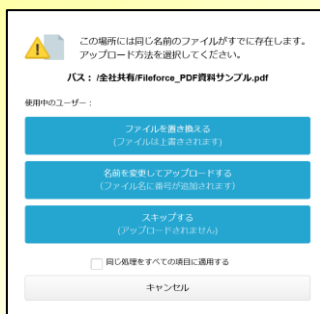 この場所には同じ名前のファイルがすでに存在します。
アップロード方法を選択してください。
パス： /全社共有/Fileforce_PDF資料サンプル.pdf
使用中のユーザー：
ファイルを置き換える
(ファイルは上書きされます)
名前を変更してアップロードする
(ファイル名に番号が追加されます)
スキップする
(アップロードされません)
同じ処理をすべての項目に適用する
キャンセル